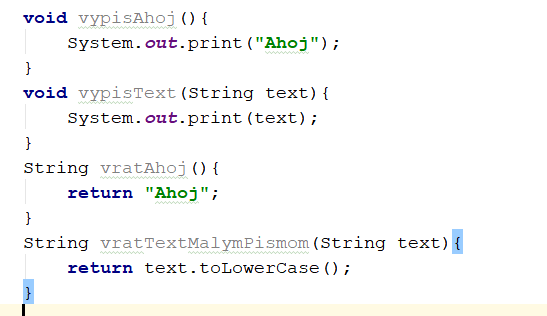 void vypisAhoj(){
    System.out.print("Ahoj");
}
void vypisText(String text){
    System.out.print(text);
}
String vratAhoj(){
    return "Ahoj";
}
String vratTextMalymPismom(String text){
    return text.toLowerCase();
}